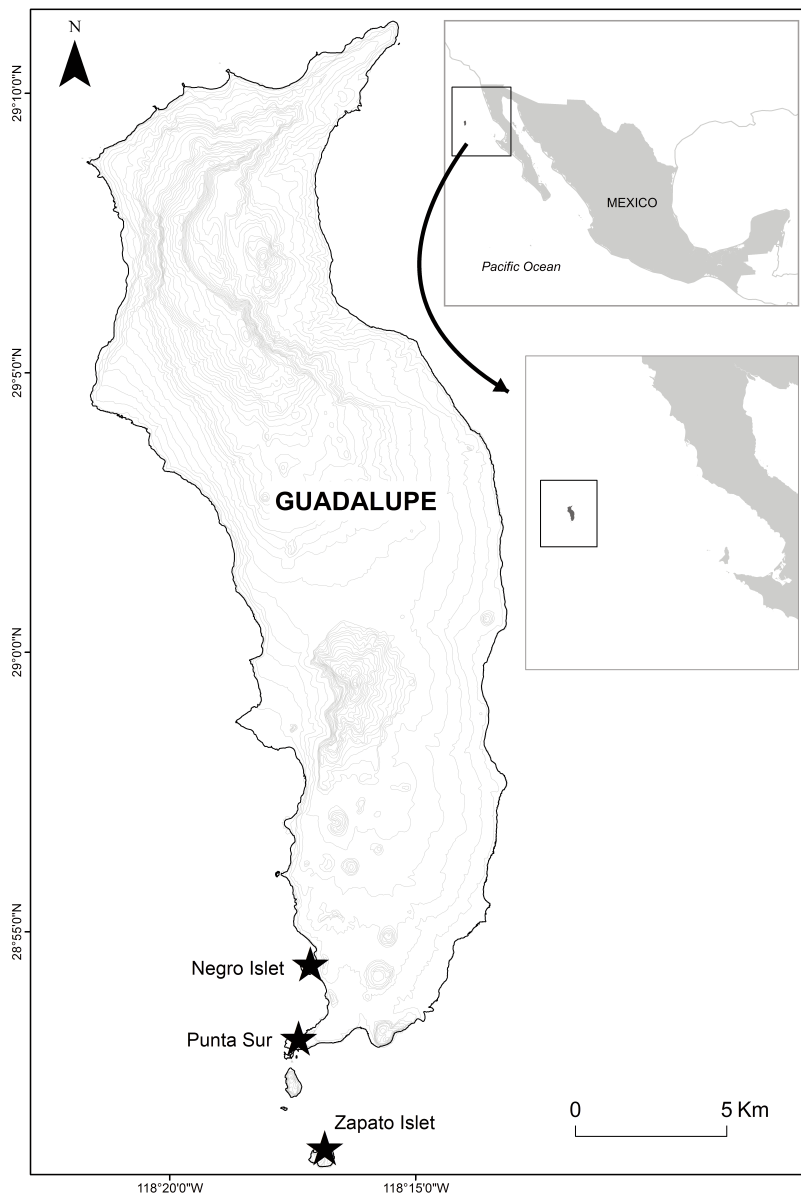 N
29°10'0"N
MEXICO
Pacific Ocean
29°5'0"N
GUADALUPE
29°0'0"N
28°55'0"N
Negro Islet
Punta Sur
Zapato Islet
0 5 Km
118°20'0"W 118°15'0"W